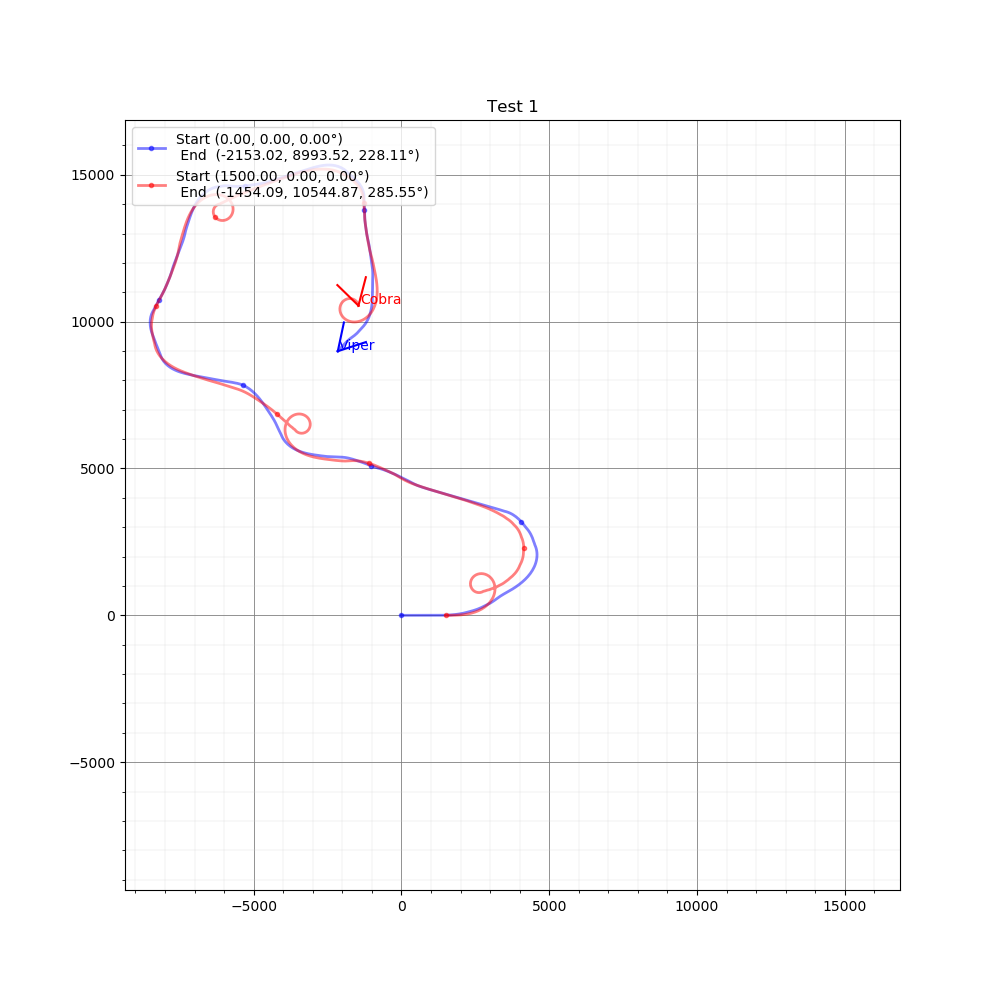 Test 1
Start (0.00, 0.00, 0.00°)
End (-2153.02, 8993.52, 228.11°)
Start (1500.00, 0.00, 0.00°)
End (-1454.09, 10544.87, 285.55°)
15000
10000
5000
0
−5000
Cobra
Viper
−5000 0 5000 10000 15000